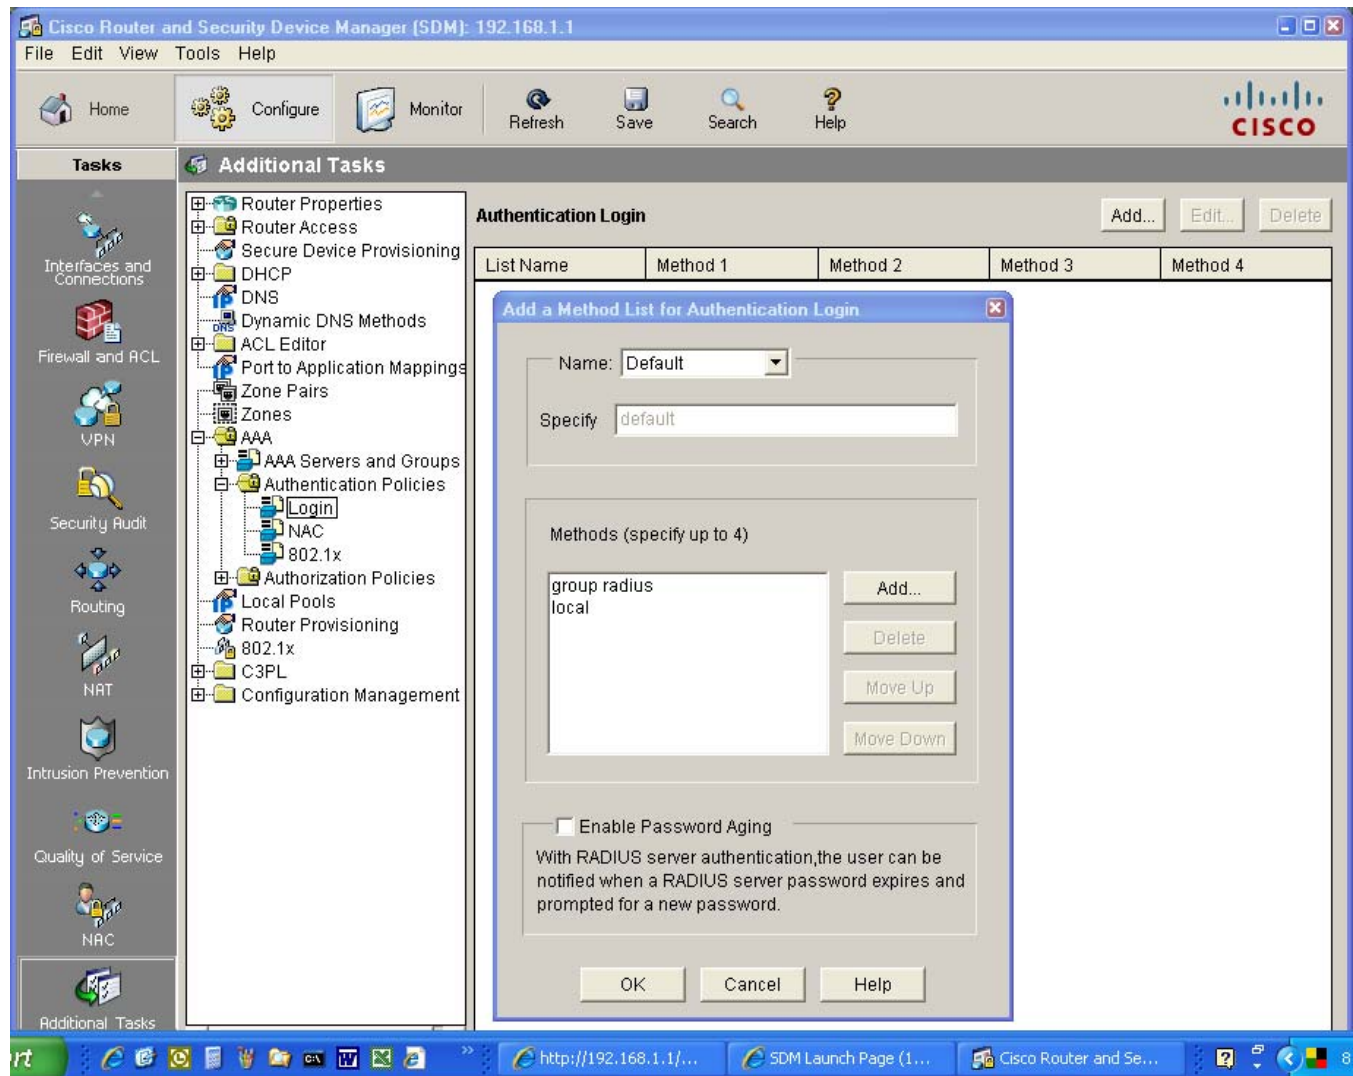 Cisco Router and Security Device Manager (SDM): 192.168.1.1
File Edit View Tools Help
Home Configure Monitor Refresh Save Search Help CISCO
Tasks
Additional Tasks
Interfaces and Connections
Firewall and ACL
VPN
Security Audit
Routing
NAT
Intrusion Prevention
Quality of Service
NAC
Additional Tasks
Router Properties
Router Access
Secure Device Provisioning
DHCP
DNS
Dynamic DNS Methods
ACL Editor
Port to Application Mappings
Zone Pairs
Zones
AAA
AAA Servers and Groups
Authentication Policies
Login
NAC
802.1x
Authorization Policies
Local Pools
Router Provisioning
802.1x
C3PL
Configuration Management
Authentication Login
Add... Edit... Delete
List Name Method 1 Method 2 Method 3 Method 4
Add a Method List for Authentication Login
Name: Default
Specify default
Methods (specify up to 4)
group radius
local
Add...
Delete
Move Up
Move Down
Enable Password Aging
With RADIUS server authentication,the user can be
notified when a RADIUS server password expires and
prompted for a new password.
OK Cancel Help
rt http://192.168.1.1/... SDM Launch Page (1... Cisco Router and Se... 8